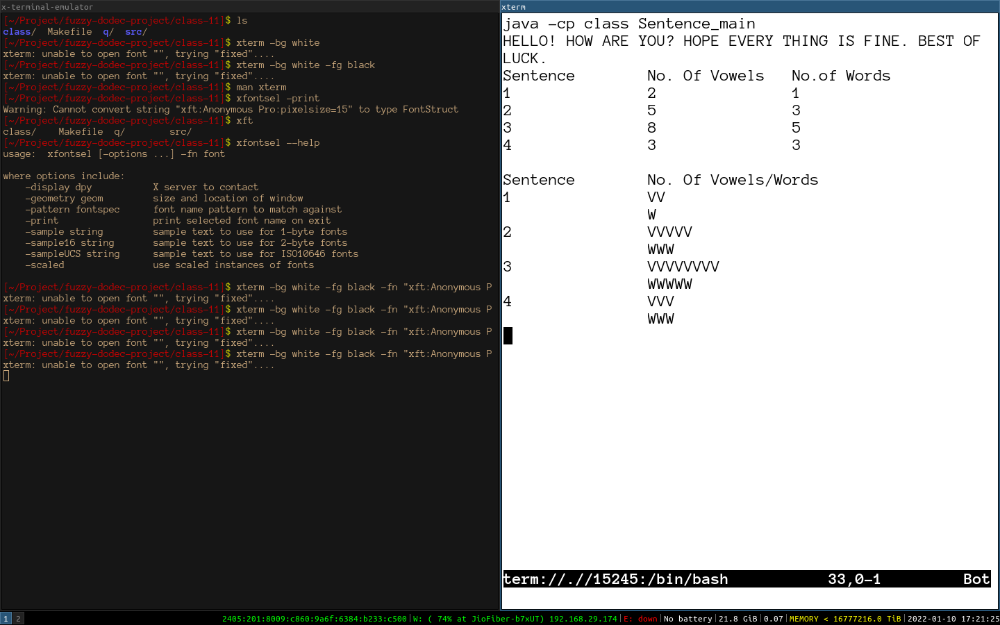 x-terminal-emulator
[~/Project/fuzzy-dodec-project/class-11]$ ls
class/  Makefile  q/  src/
[~/Project/fuzzy-dodec-project/class-11]$ xterm -bg white
xterm: unable to open font "", trying "fixed"....
[~/Project/fuzzy-dodec-project/class-11]$ xterm -bg white -fg black
xterm: unable to open font "", trying "fixed"....
[~/Project/fuzzy-dodec-project/class-11]$ man xterm
[~/Project/fuzzy-dodec-project/class-11]$ xfontsel -print
Warning: Cannot convert string "xft:Anonymous Pro:pixelsize=15" to type FontStruct
[~/Project/fuzzy-dodec-project/class-11]$ xft
class/    Makefile  q/        src/
[~/Project/fuzzy-dodec-project/class-11]$ xfontsel --help
usage:  xfontsel [-options ...] -fn font

where options include:
    -display dpy           X server to contact
    -geometry geom         size and location of window
    -pattern fontspec      font name pattern to match against
    -print                 print selected font name on exit
    -sample string         sample text to use for 1-byte fonts
    -sample16 string       sample text to use for 2-byte fonts
    -sampleUCS string      sample text to use for ISO10646 fonts
    -scaled                use scaled instances of fonts

[~/Project/fuzzy-dodec-project/class-11]$ xterm -bg white -fg black -fn "xft:Anonymous P
xterm: unable to open font "", trying "fixed"....
[~/Project/fuzzy-dodec-project/class-11]$ xterm -bg white -fg black -fn "xft:Anonymous P
xterm: unable to open font "", trying "fixed"....
[~/Project/fuzzy-dodec-project/class-11]$ xterm -bg white -fg black -fn "xft:Anonymous P
xterm: unable to open font "", trying "fixed"....
[~/Project/fuzzy-dodec-project/class-11]$ xterm -bg white -fg black -fn "xft:Anonymous P
xterm: unable to open font "", trying "fixed"....
xterm
java -cp class Sentence_main
HELLO! HOW ARE YOU? HOPE EVERY THING IS FINE. BEST OF
LUCK.
Sentence        No. Of Vowels   No.of Words
1               2               1
2               5               3
3               8               5
4               3               3

Sentence        No. Of Vowels/Words
1               VV
                W
2               VVVVV
                WWW
3               VVVVVVVV
                WWWWW
4               VVV
                WWW
term://.//15245:/bin/bash           33,0-1         Bot
1 2 2405:201:8009:c860:9a6f:6384:b233:c500|W: ( 74% at JioFiber-b7xUT) 192.168.29.174|E: down|No battery|21.8 GiB|0.07|MEMORY < 16777216.0 TiB|2022-01-10 17:21:25